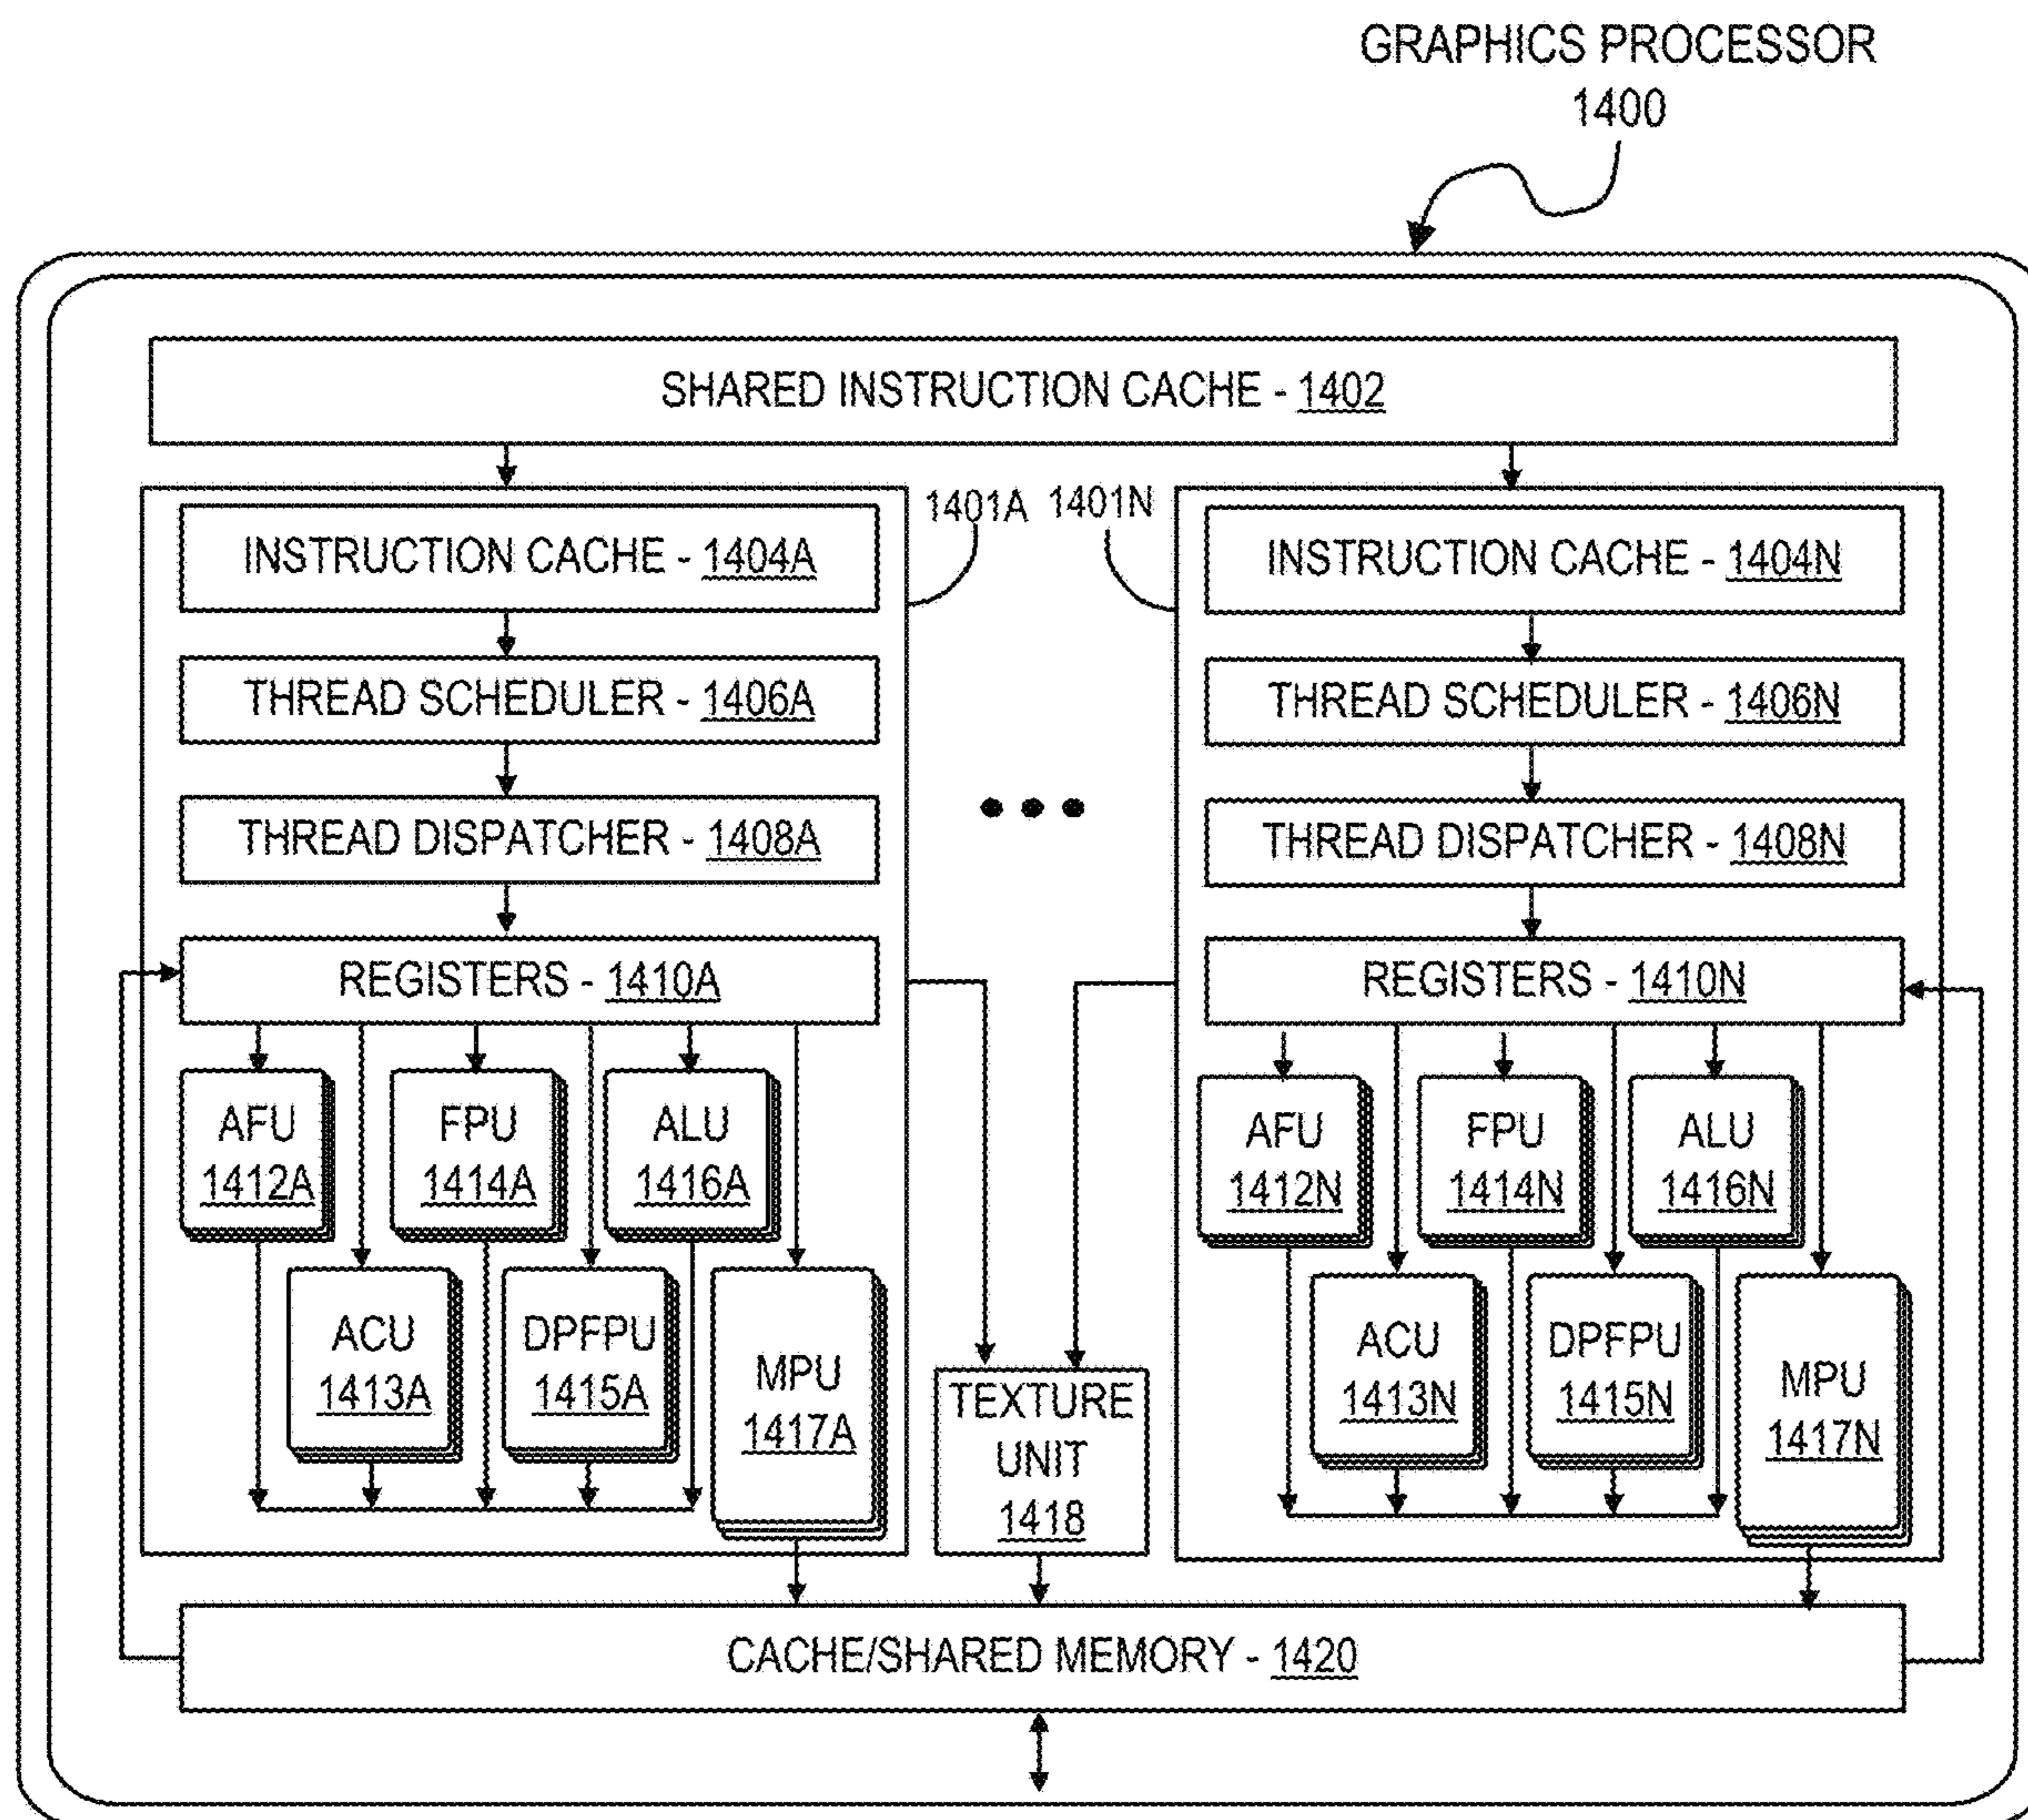 GRAPHICS PROCESSOR
1400
SHARED INSTRUCTION CACHE - 1402
1401A 1401N
INSTRUCTION CACHE - 1404A
THREAD SCHEDULER - 1406A
THREAD DISPATCHER - 1408A
REGISTERS - 1410A
AFU
1412A
FPU
1414A
ALU
1416A
ACU
1413A
DPFPU
1415A
MPU
1417A
TEXTURE
UNIT
1418
INSTRUCTION CACHE - 1404N
THREAD SCHEDULER - 1406N
THREAD DISPATCHER - 1408N
REGISTERS - 1410N
AFU
1412N
FPU
1414N
ALU
1416N
ACU
1413N
DPFPU
1415N
MPU
1417N
CACHE/SHARED MEMORY - 1420